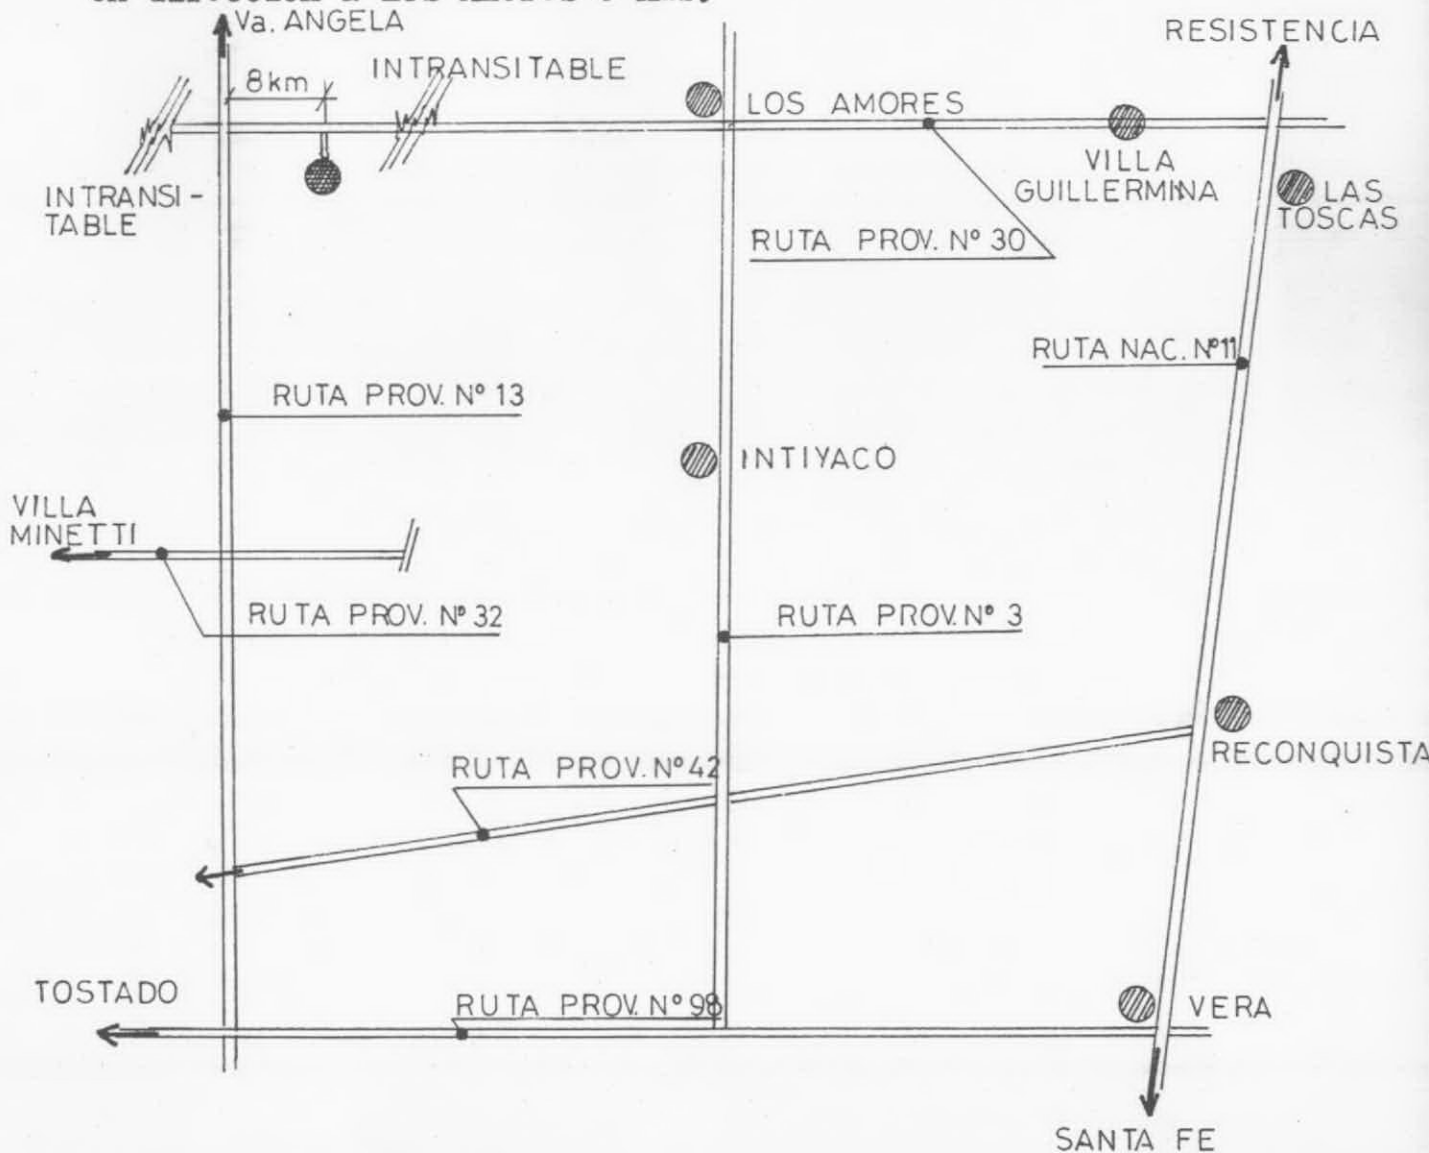 Va. ANGELA
RESISTENCIA
8km
INTRANSITABLE
LOS AMORES
VILLA
GUILLERMINA
INTRANSI-
TABLE
LAS
TOSCAS
RUTA PROV. Nº 30
RUTA NAC. Nº11
RUTA PROV. Nº 13
INTIYACO
VILLA
MINETTI
RUTA PROV. Nº 32
RUTA PROV. Nº 3
RUTA PROV. Nº 42
RECONQUISTA
TOSTADO
RUTA PROV. Nº 98
VERA
SANTA FE